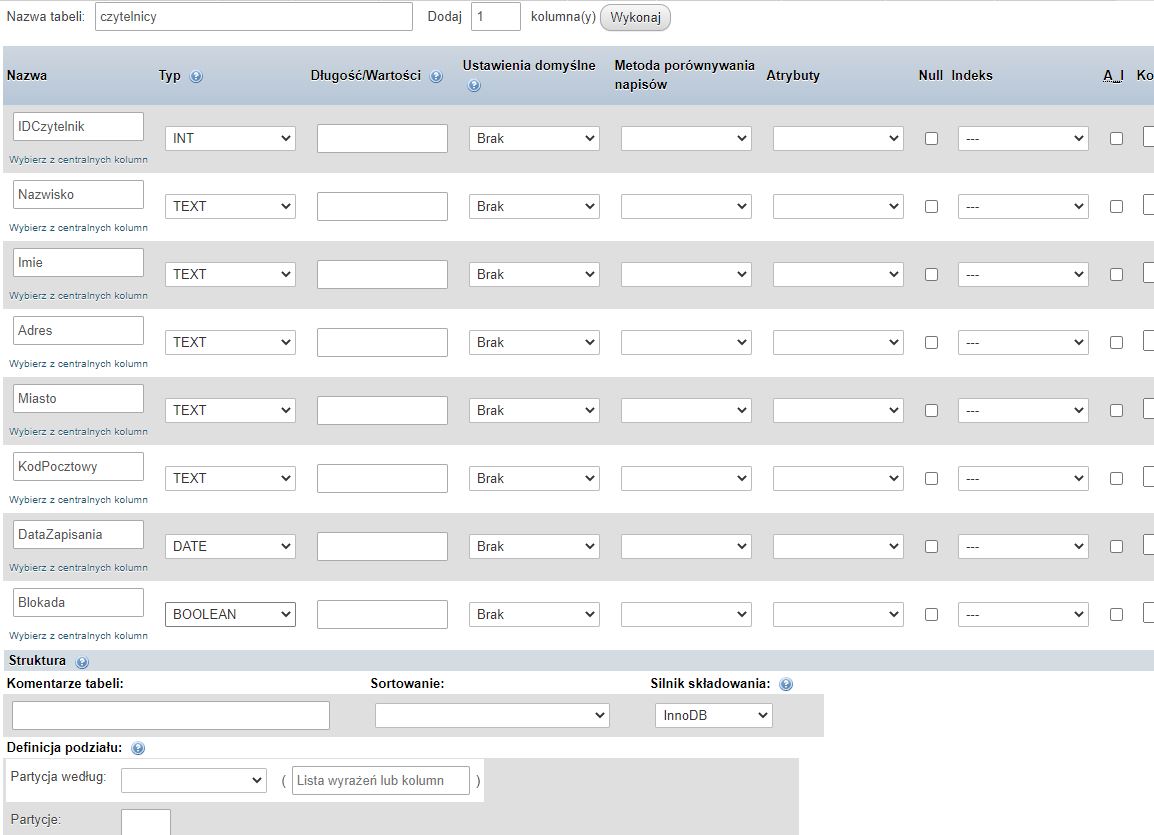 Nazwa tabeli: czytelnicy Dodaj 1 kolumna(y) Wykonaj
Nazwa Typ Długość/Wartości Ustawienia domyślne Metoda porównywania napisów Atrybuty Null Indeks A_I Ko
IDCzytelnik INT Brak ---
Wybierz z centralnych kolumn
Nazwisko TEXT Brak ---
Wybierz z centralnych kolumn
Imie TEXT Brak ---
Wybierz z centralnych kolumn
Adres TEXT Brak ---
Wybierz z centralnych kolumn
Miasto TEXT Brak ---
Wybierz z centralnych kolumn
KodPocztowy TEXT Brak ---
Wybierz z centralnych kolumn
DataZapisania DATE Brak ---
Wybierz z centralnych kolumn
Blokada BOOLEAN Brak ---
Wybierz z centralnych kolumn
Struktura
Komentarze tabeli: Sortowanie: Silnik składowania:
InnoDB
Definicja podziału:
Partycja według: ( Lista wyrażeń lub kolumn )
Partycje: